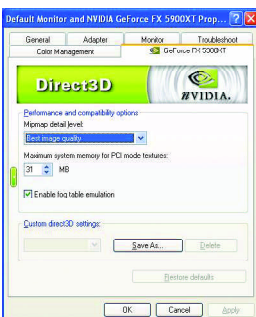 Default Monitor and NVIDIA GeForce FX 5900XT Prop...
General Adapter Monitor Troubleshoot
Color Management GeForce FX 5900XT
Direct3D
NVIDIA.
Performance and compatibility options
Mipmap detail level:
Best image quality
Maximum system memory for PCI mode textures:
31 MB
Enable fog table emulation
Custom direct3D settings:
Save As... Delete
Restore defaults
OK Cancel Apply